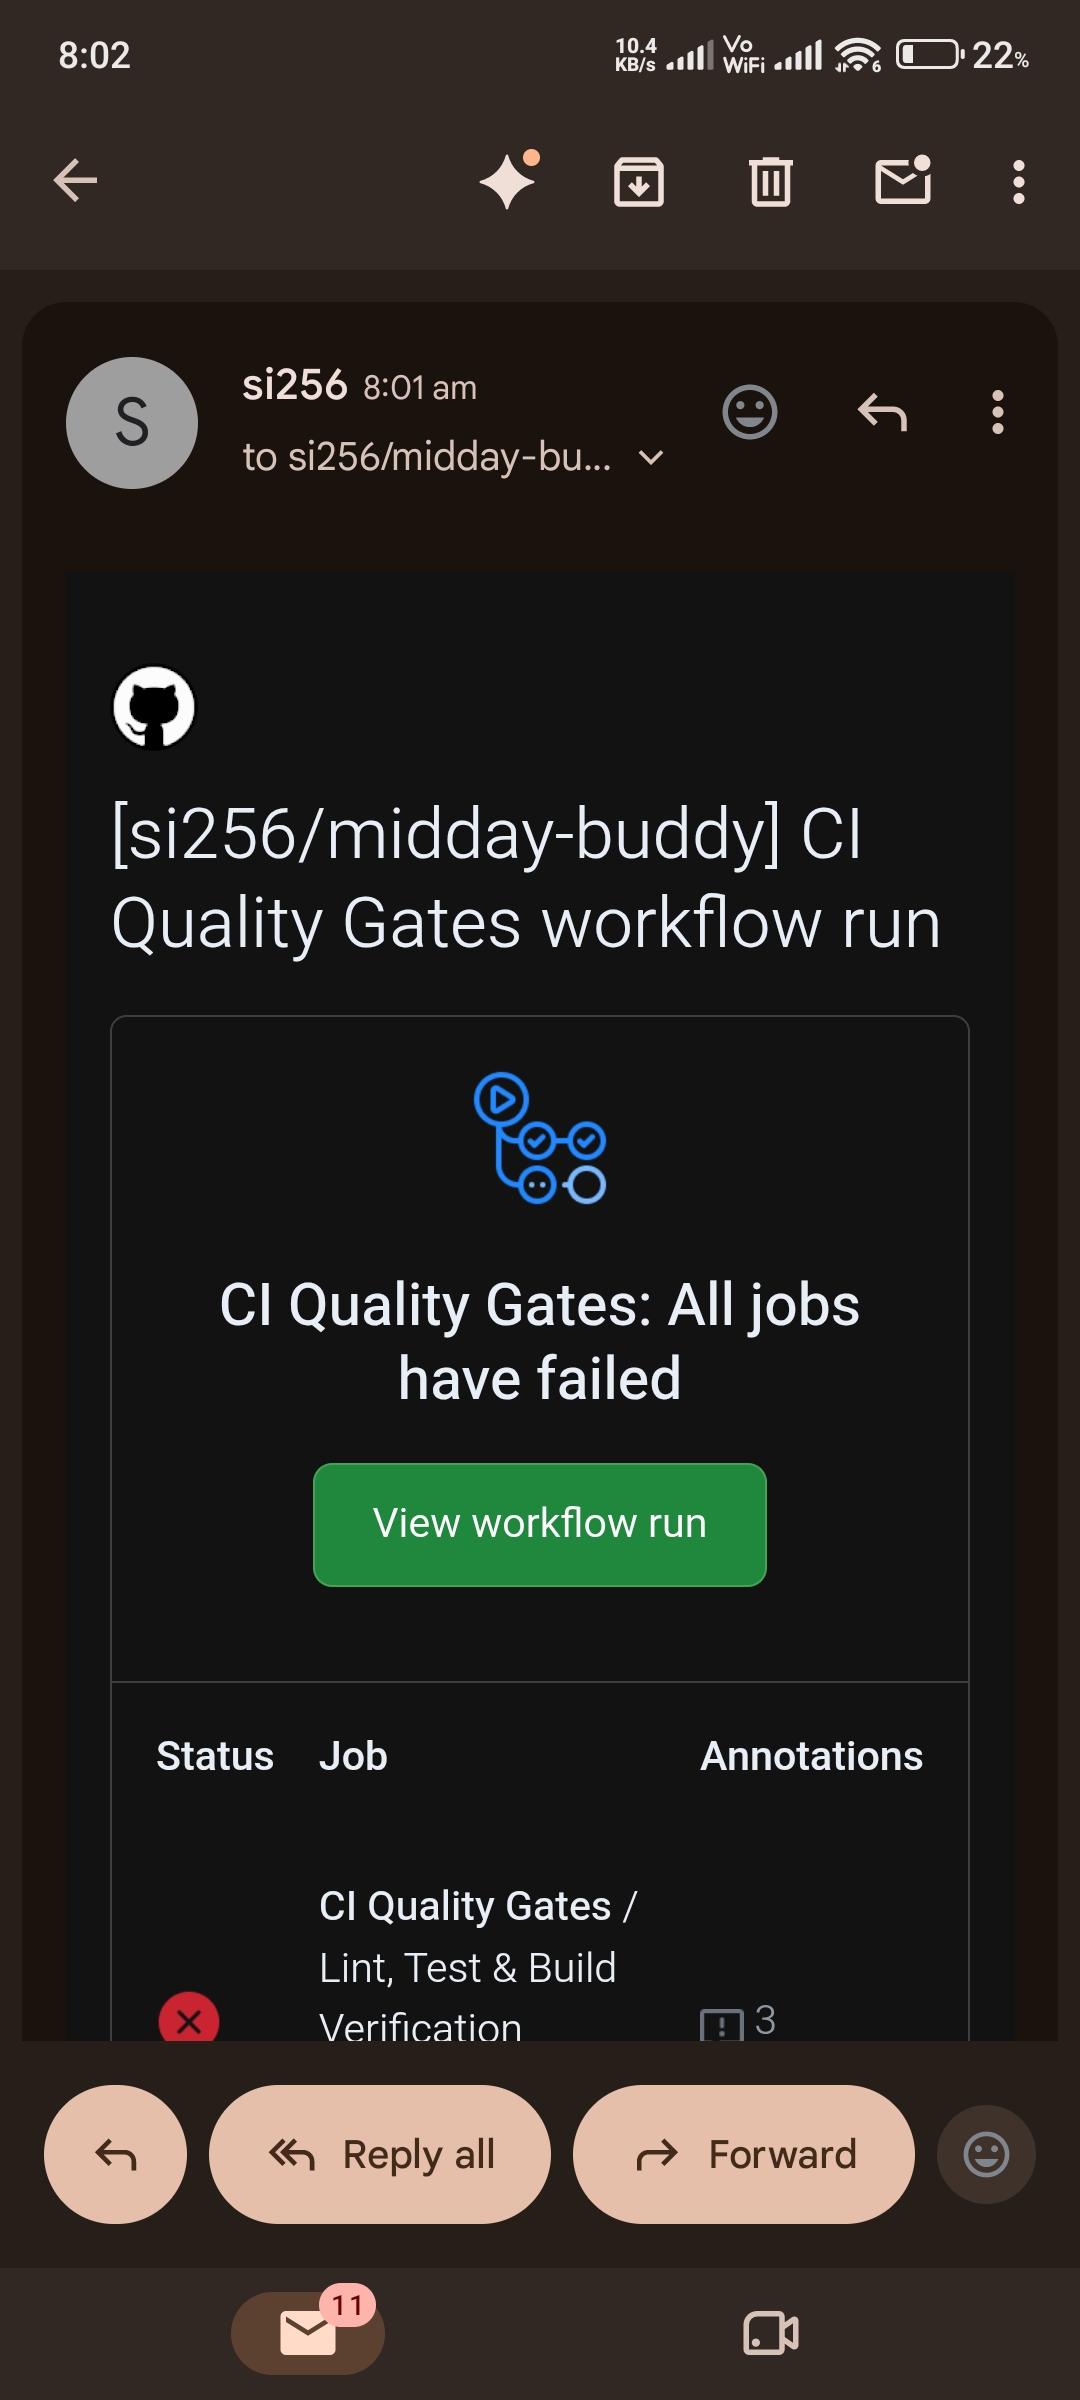 8:02
10.4 KB/s
Vo WiFi
6
22%
S
si256 8:01 am
to si256/midday-bu...
[si256/midday-buddy] CI
Quality Gates workflow run
CI Quality Gates: All jobs
have failed
View workflow run
Status Job Annotations
CI Quality Gates /
Lint, Test & Build
Verification
3
Reply all
Forward
11